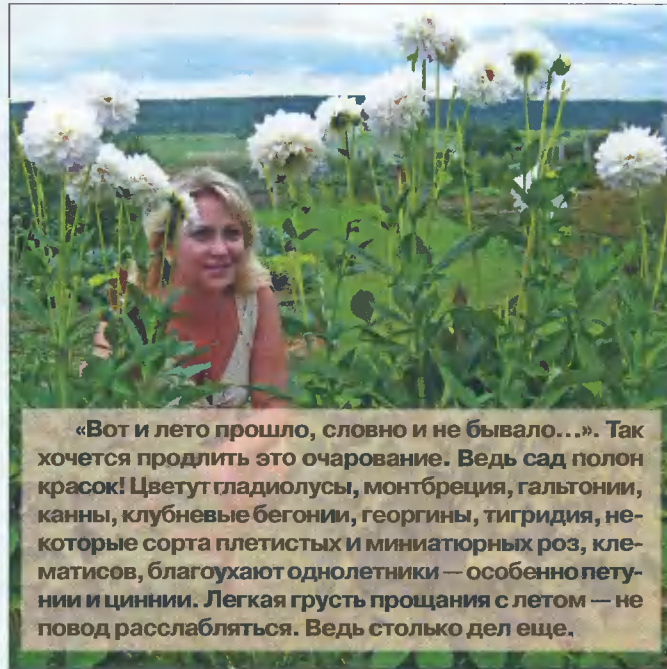 «Вот и лето прошло, словно и не бывало...». Так
хочется продлить это очарование. Ведь сад полон
красок! Цветут гладиолусы, монтбреция, гальтонии,
канны, клубневые бегонии, георгины, тигридия, не-
которые сорта плетистых и миниатюрных роз, кле-
матисов, благоухают однолетники — особенно пету-
нии и циннии. Легкая грусть прощания с летом — не
повод расслабляться. Ведь столько дел еще.